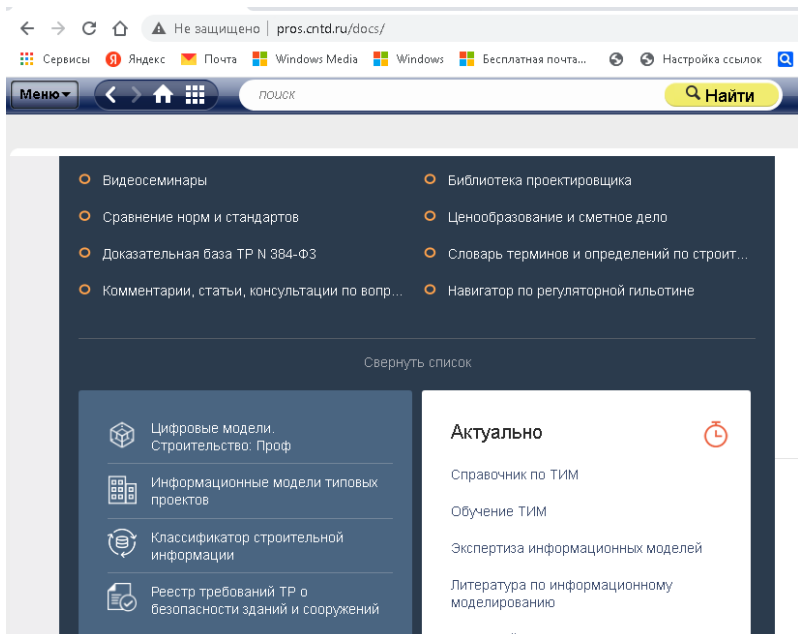 Не защищено | pros.cntd.ru/docs/
Сервисы Яндекс Почта Windows Media Windows Бесплатная почта... Настройка ссылок
Меню поиск Найти
Видеосеминары
Библиотека проектировщика
Сравнение норм и стандартов
Ценообразование и сметное дело
Доказательная база ТР N 384-ФЗ
Словарь терминов и определений по строит...
Комментарии, статьи, консультации по вопр...
Навигатор по регуляторной гильотине
Свернуть список
Цифровые модели.
Строительство: Проф
Информационные модели типовых
проектов
Классификатор строительной
информации
Реестр требований ТР о
безопасности зданий и сооружений
Актуально
Справочник по ТИМ
Обучение ТИМ
Экспертиза информационных моделей
Литература по информационному
моделированию